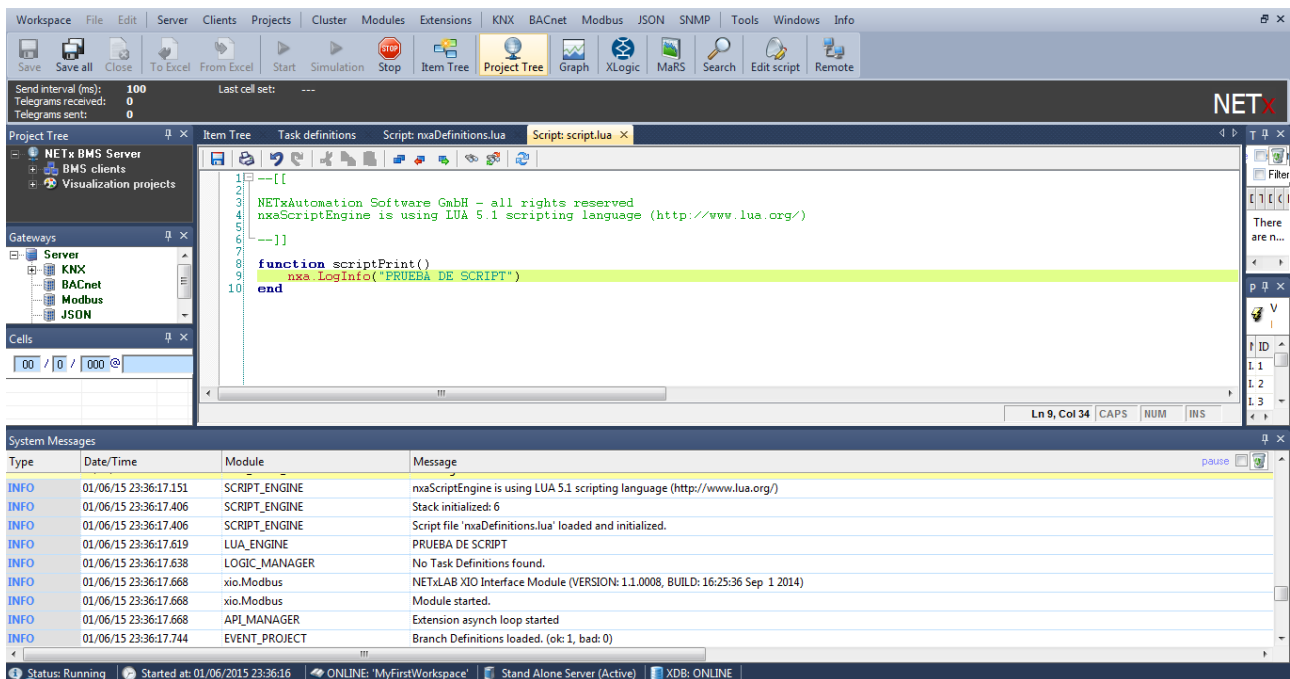 Workspace File Edit Server Clients Projects Cluster Modules Extensions KNX BACnet Modbus JSON SNMP Tools Windows Info
Save Save all Close To Excel From Excel Start Simulation STOP Stop Item Tree Project Tree Graph XLogic MaRS Search Edit script Remote
Send interval (ms): 100 Last cell set: ---
Telegrams received: 0
Telegrams sent: 0
NETx
Project Tree
NETx BMS Server
BMS clients
Visualization projects
Gateways
Server
KNX
BACnet
Modbus
JSON
Cells
00 / 0 / 000 @
Item Tree Task definitions Script: nxaDefinitions.lua Script: script.lua
1 --[[
2
3 NETxAutomation Software GmbH - all rights reserved
4 nxaScriptEngine is using LUA 5.1 scripting language (http://www.lua.org/)
5
6 --]]
7
8 function scriptPrint()
9 nxa.LogInfo("PRUEBA DE SCRIPT")
10 end
Ln 9, Col 34 CAPS NUM INS
T
Filter
There
are n...
P
V
ID
I. 1
I. 2
I. 3
System Messages
Type Date/Time Module Message pause
INFO 01/06/15 23:36:17.151 SCRIPT_ENGINE nxaScriptEngine is using LUA 5.1 scripting language (http://www.lua.org/)
INFO 01/06/15 23:36:17.406 SCRIPT_ENGINE Stack initialized: 6
INFO 01/06/15 23:36:17.406 SCRIPT_ENGINE Script file 'nxaDefinitions.lua' loaded and initialized.
INFO 01/06/15 23:36:17.619 LUA_ENGINE PRUEBA DE SCRIPT
INFO 01/06/15 23:36:17.638 LOGIC_MANAGER No Task Definitions found.
INFO 01/06/15 23:36:17.668 xio.Modbus NETxLAB XIO Interface Module (VERSION: 1.1.0008, BUILD: 16:25:36 Sep 1 2014)
INFO 01/06/15 23:36:17.668 xio.Modbus Module started.
INFO 01/06/15 23:36:17.668 API_MANAGER Extension asynch loop started
INFO 01/06/15 23:36:17.744 EVENT_PROJECT Branch Definitions loaded. (ok: 1, bad: 0)
Status: Running Started at: 01/06/2015 23:36:16 ONLINE: 'MyFirstWorkspace' Stand Alone Server (Active) XDB: ONLINE